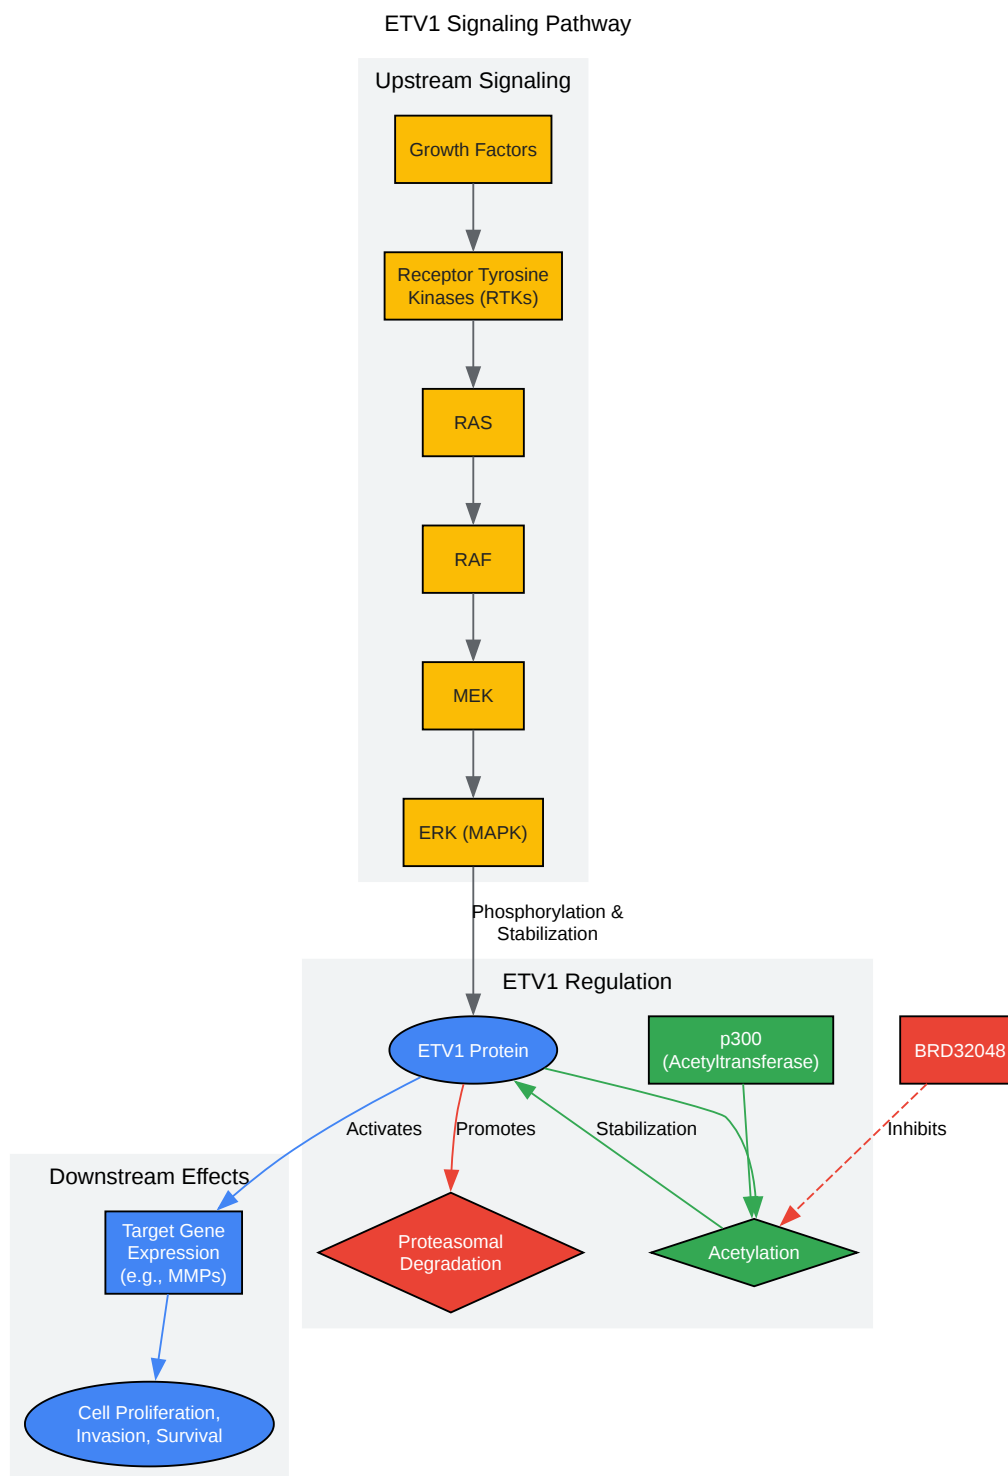 ETV1 Signaling Pathway
Upstream Signaling
Growth Factors
Receptor Tyrosine
Kinases (RTKs)
RAS
RAF
MEK
ERK (MAPK)
Phosphorylation &
Stabilization
ETV1 Regulation
ETV1 Protein
p300
(Acetyltransferase)
BRD32048
Activates
Promotes
Stabilization
Inhibits
Downstream Effects
Target Gene
Expression
(e.g., MMPs)
Proteasomal
Degradation
Acetylation
Cell Proliferation,
Invasion, Survival